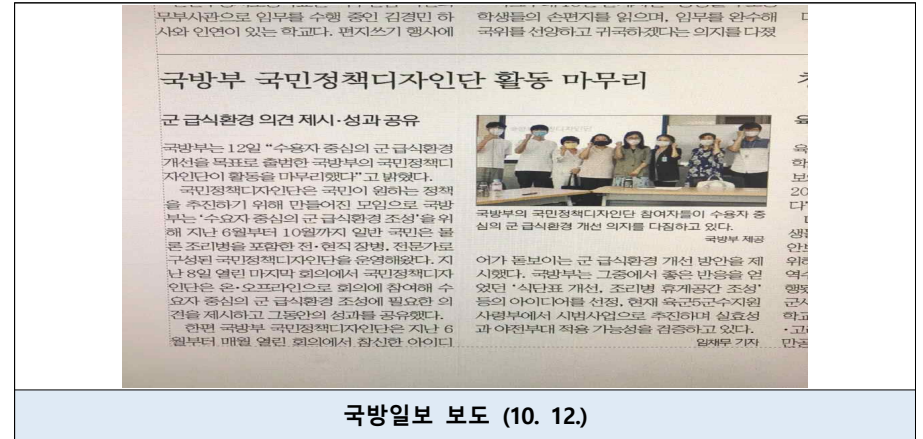 무부사관으로 임무를 수행 중인 김경민 하
사와 인연이 있는 학교다. 편지쓰기 행사에
학생들의 손편지를 읽으며, 임무를 완수해
국위를 선양하고 귀국하겠다는 의지를 다졌
국방부 국민정책디자인단 활동 마무리
군 급식환경 의견 제시·성과 공유
국방부는 12일 “수용자 중심의 군 급식환경
개선을 목표로 출범한 국방부의 국민정책디
자인단이 활동을 마무리했다”고 밝혔다.
국민정책디자인단은 국민이 원하는 정책
을 추진하기 위해 만들어진 모임으로 국방
부는 ‘수요자 중심의 군 급식환경 조성’을 위
해 지난 6월부터 10월까지 일반 국민은 물
론 조리병을 포함한 전·현직 장병, 전문가로
구성된 국민정책디자인단을 운영해왔다. 지
난 8일 열린 마지막 회의에서 국민정책디자
인단은 온·오프라인으로 회의에 참여해 수
요자 중심의 군 급식환경 조성에 필요한 의
견을 제시하고 그동안의 성과를 공유했다.
한편 국방부 국민정책디자인단은 지난 6
월부터 매월 열린 회의에서 참신한 아이디
국방부의 국민정책디자인단 참여자들이 수용자 중
심의 군 급식환경 개선 의지를 다짐하고 있다.
국방부 제공
어가 돋보이는 군 급식환경 개선 방안을 제
시했다. 국방부는 그중에서 좋은 반응을 얻
었던 ‘식단표 개선, 조리병 휴게공간 조성’
등의 아이디어를 선정, 현재 육군5군수지원
사령부에서 시범사업으로 추진하며 실효성
과 야전부대 적용 가능성을 검증하고 있다.
임채무 기자
국방일보 보도 (10. 12.)